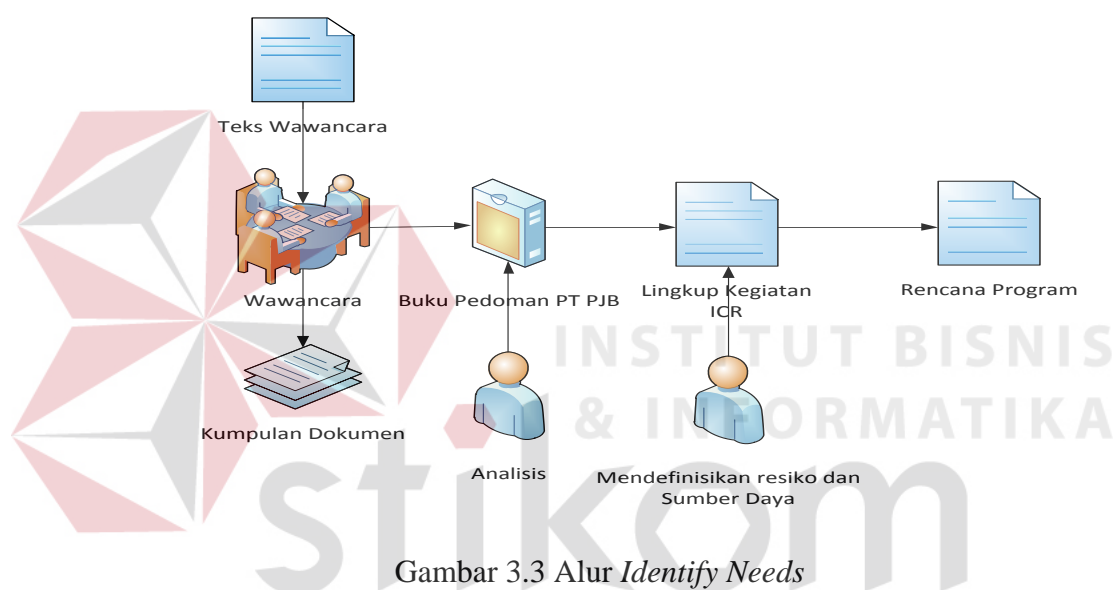 Teks Wawancara
Wawancara
Buku Pedoman PT PJB
Lingkup Kegiatan
ICR
Rencana Program
Kumpulan Dokumen
Analisis
Mendefinisikan resiko dan
Sumber Daya
INSTITUT BISNIS
& INFORMATIKA
stikom
Gambar 3.3 Alur Identify Needs